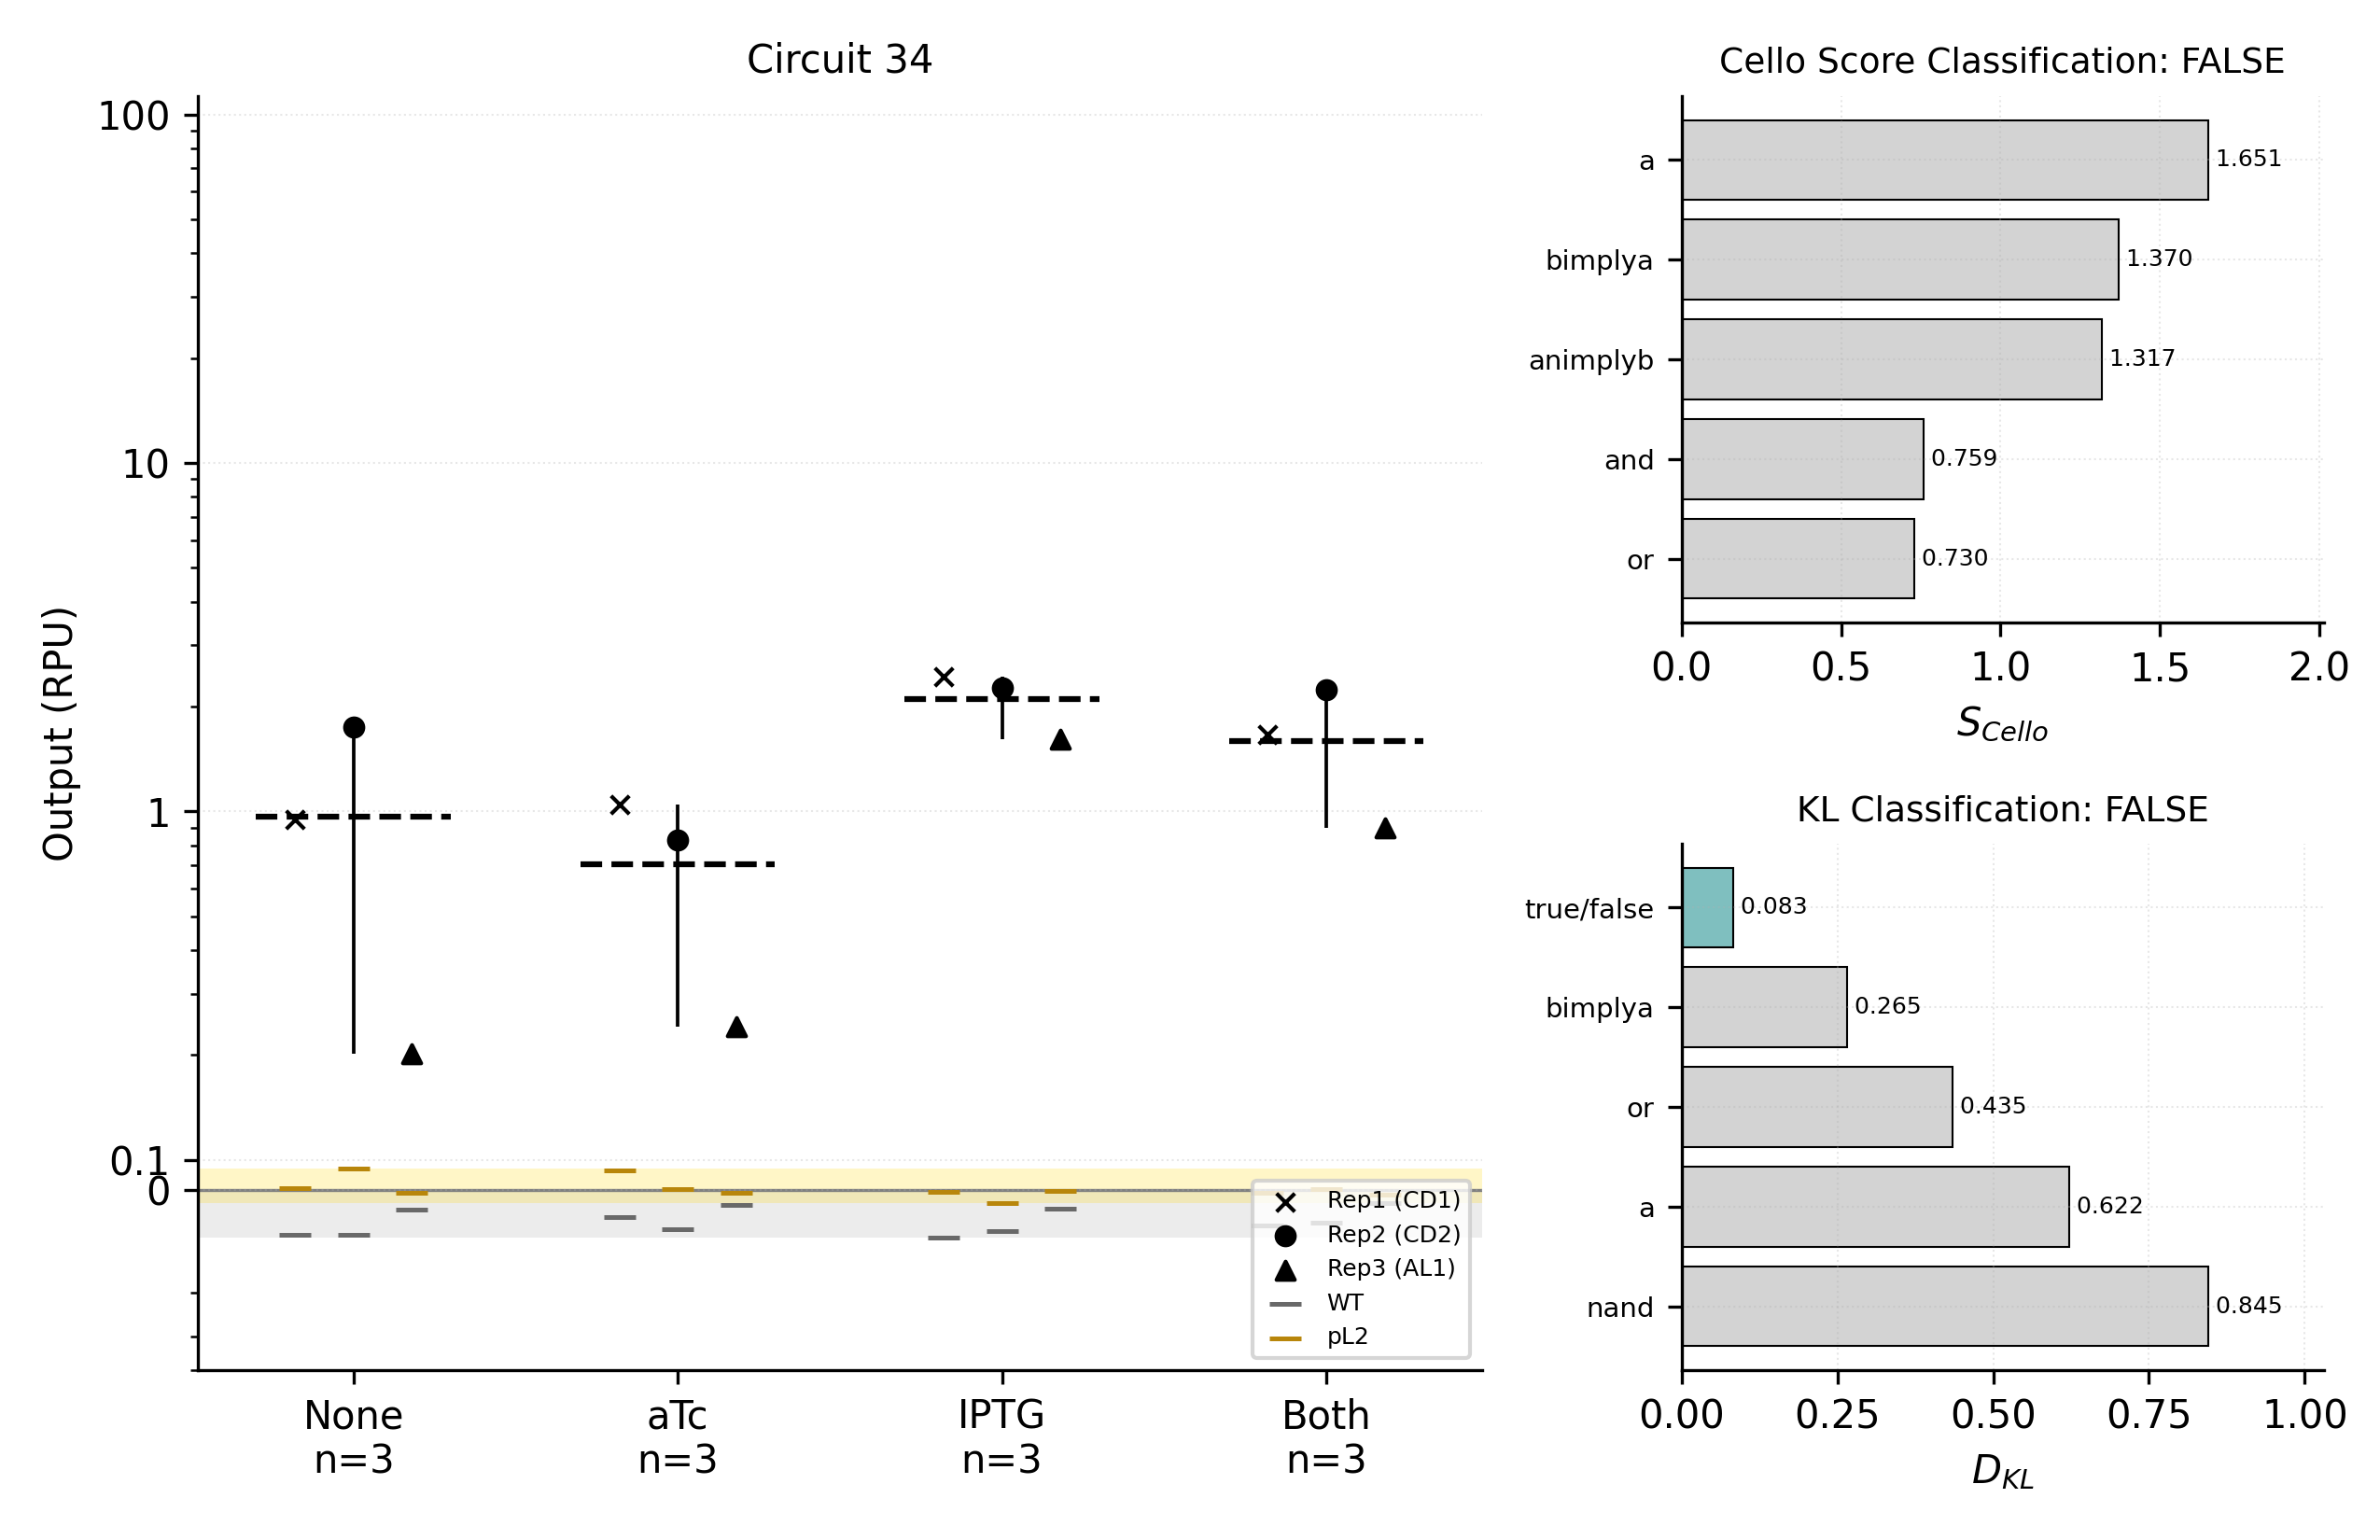 Circuit 34
Output (RPU)
100
10
1
0.1
0
None
n=3
aTc
n=3
IPTG
n=3
Both
n=3
Rep1 (CD1)
Rep2 (CD2)
Rep3 (AL1)
WT
pL2
Cello Score Classification: FALSE
a
1.651
bimplya
1.370
animplyb
1.317
and
0.759
or
0.730
0.0 0.5 1.0 1.5 2.0
S_Cello
KL Classification: FALSE
true/false
0.083
bimplya
0.265
or
0.435
a
0.622
nand
0.845
0.00 0.25 0.50 0.75 1.00
D_KL